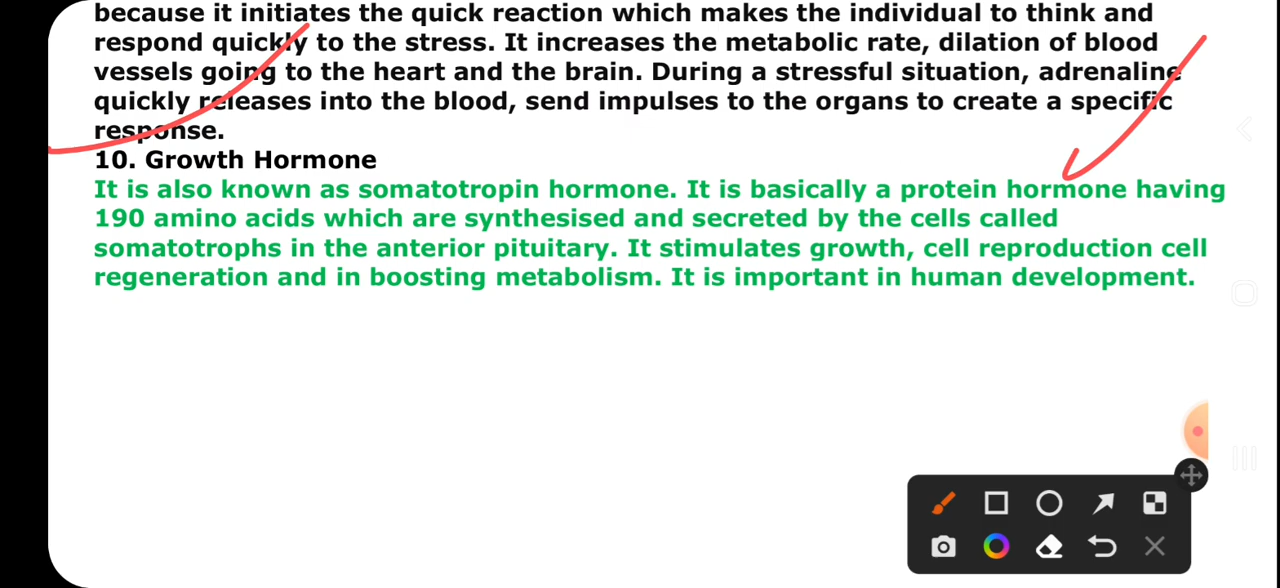 because it initiates the quick reaction which makes the individual to think and
respond quickly to the stress. It increases the metabolic rate, dilation of blood
vessels going to the heart and the brain. During a stressful situation, adrenaline
quickly releases into the blood, send impulses to the organs to create a specific
response.
10. Growth Hormone
It is also known as somatotropin hormone. It is basically a protein hormone having
190 amino acids which are synthesised and secreted by the cells called
somatotrophs in the anterior pituitary. It stimulates growth, cell reproduction cell
regeneration and in boosting metabolism. It is important in human development.